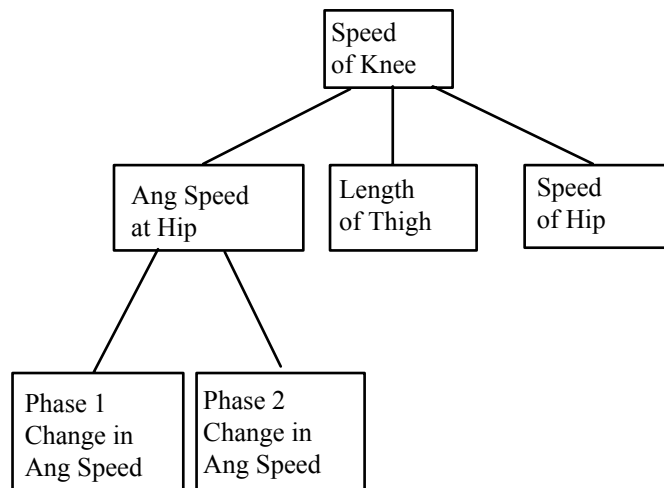 Speed
of Knee
Ang Speed
at Hip
Length
of Thigh
Speed
of Hip
Phase 1
Change in
Ang Speed
Phase 2
Change in
Ang Speed